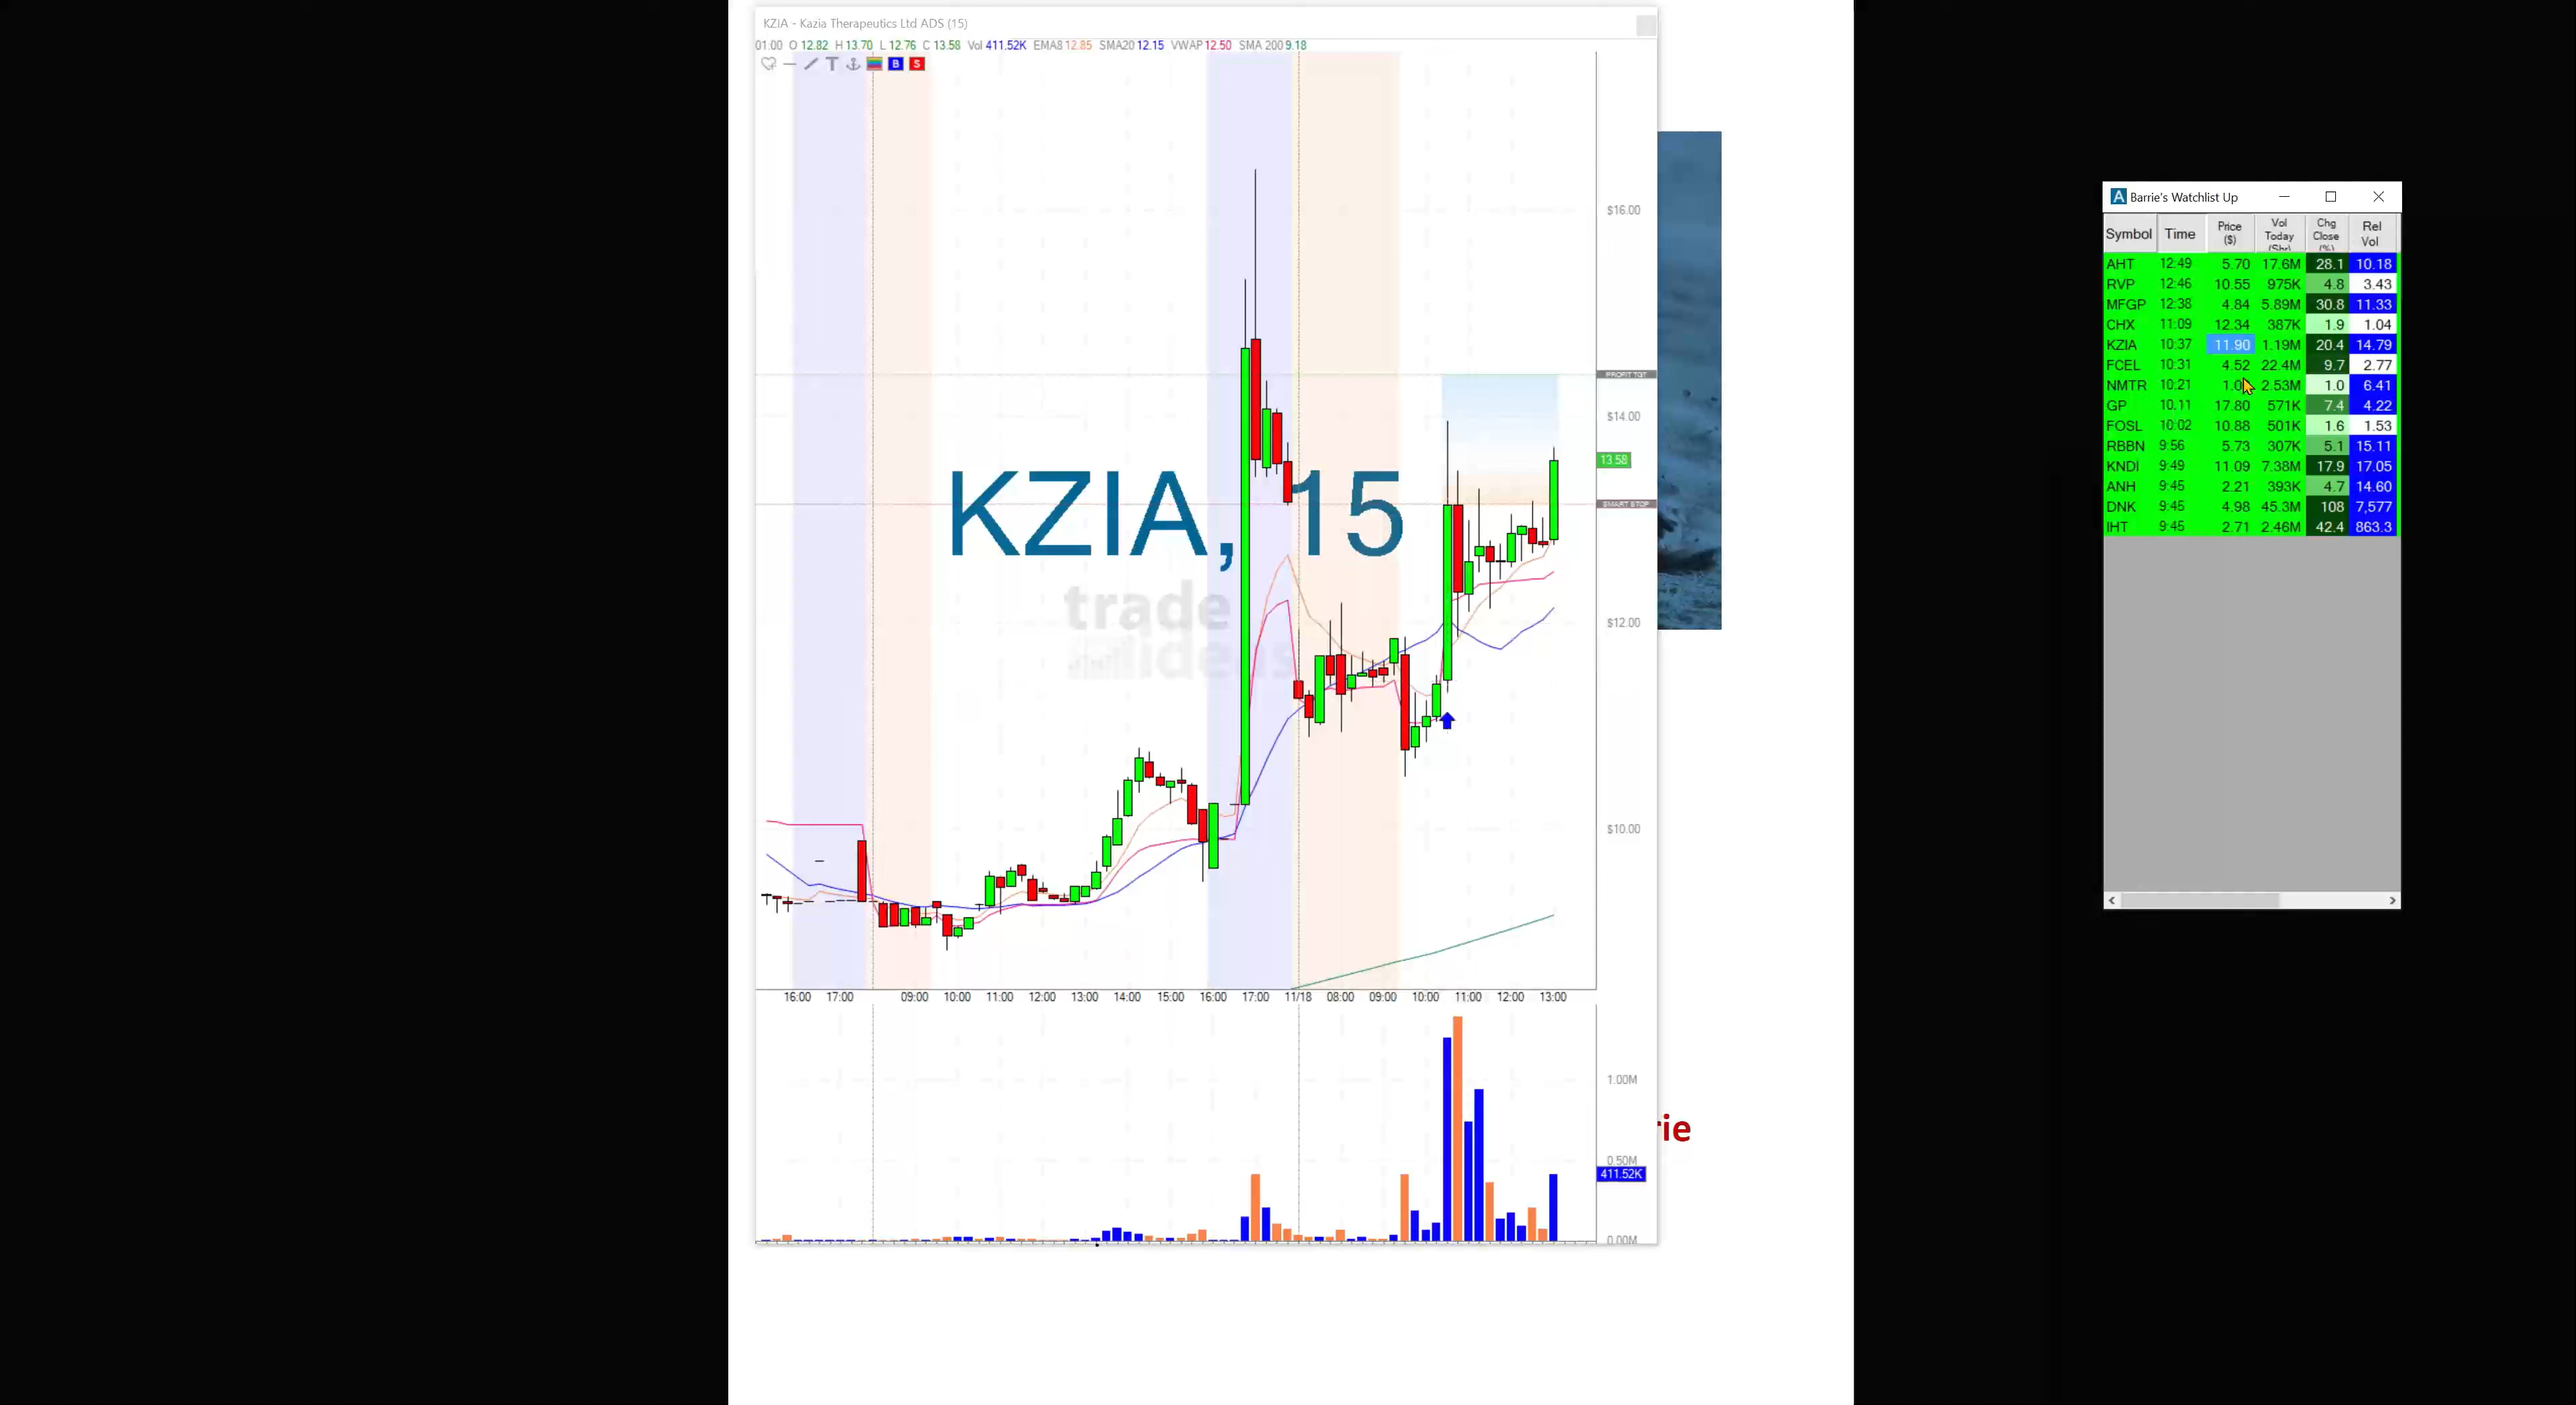 KZIA - Kazia Therapeutics Ltd ADS (15)
01.00 O 12.82 H 13.70 L 12.76 C 13.58 Vol 411.52K EMA8 12.85 SMA20 12.15 VWAP 12.50 SMA 200 9.18
T B S
$16.00
PROFIT TGT
$14.00
13.58
SMART STOP
KZIA, 15
trade
ideas
$12.00
$10.00
16:00 17:00 09:00 10:00 11:00 12:00 13:00 14:00 15:00 16:00 17:00 11/18 08:00 09:00 10:00 11:00 12:00 13:00
1.00M
0.50M
411.52K
0.00M
rie
Barrie's Watchlist Up
Symbol Time Price ($) Vol Today (Shr) Chg Close (%) Rel Vol
AHT 12:49 5.70 17.6M 28.1 10.18
RVP 12:46 10.55 975K 4.8 3.43
MFGP 12:38 4.84 5.89M 30.8 11.33
CHX 11:09 12.34 387K 1.9 1.04
KZIA 10:37 11.90 1.19M 20.4 14.79
FCEL 10:31 4.52 22.4M 9.7 2.77
NMTR 10:21 2.53M 1.0 6.41
GP 10:11 17.80 571K 7.4 4.22
FOSL 10:02 10.88 501K 1.6 1.53
RBBN 9:56 5.73 307K 5.1 15.11
KNDI 9:49 11.09 7.38M 17.9 17.05
ANH 9:45 2.21 393K 4.7 14.60
DNK 9:45 4.98 45.3M 108 7,577
IHT 9:45 2.71 2.46M 42.4 863.3